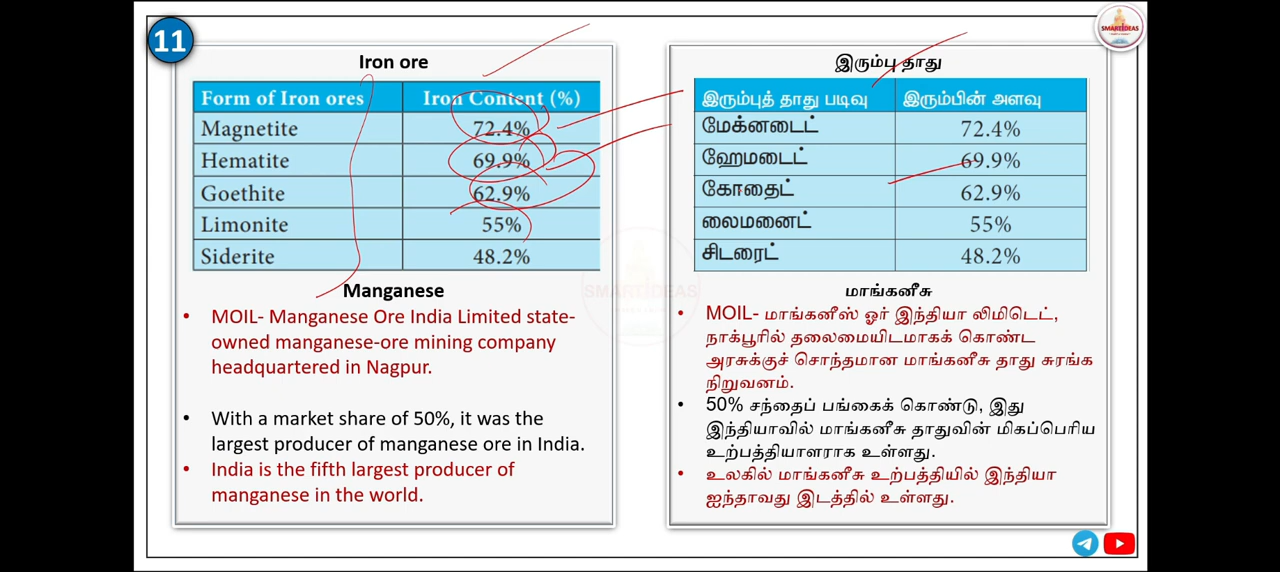 11
SMART IDEAS
Iron ore
Form of Iron ores Iron Content (%)
Magnetite 72.4%
Hematite 69.9%
Goethite 62.9%
Limonite 55%
Siderite 48.2%
Manganese
• MOIL- Manganese Ore India Limited state-
owned manganese-ore mining company
headquartered in Nagpur.
• With a market share of 50%, it was the
largest producer of manganese ore in India.
• India is the fifth largest producer of
manganese in the world.
இரும்பு தாது
இரும்புத் தாது படிவு இரும்பின் அளவு
மேக்னடைட் 72.4%
ஹேமடைட் 69.9%
கோதைட் 62.9%
லைமனைட் 55%
சிடரைட் 48.2%
மாங்கனீசு
• MOIL- மாங்கனீஸ் ஓர் இந்தியா லிமிடெட்,
நாக்பூரில் தலைமையிடமாகக் கொண்ட
அரசுக்குச் சொந்தமான மாங்கனீசு தாது சுரங்க
நிறுவனம்.
• 50% சந்தைப் பங்கைக் கொண்டு, இது
இந்தியாவில் மாங்கனீசு தாதுவின் மிகப்பெரிய
உற்பத்தியாளராக உள்ளது.
• உலகில் மாங்கனீசு உற்பத்தியில் இந்தியா
ஐந்தாவது இடத்தில் உள்ளது.
SMART IDEAS